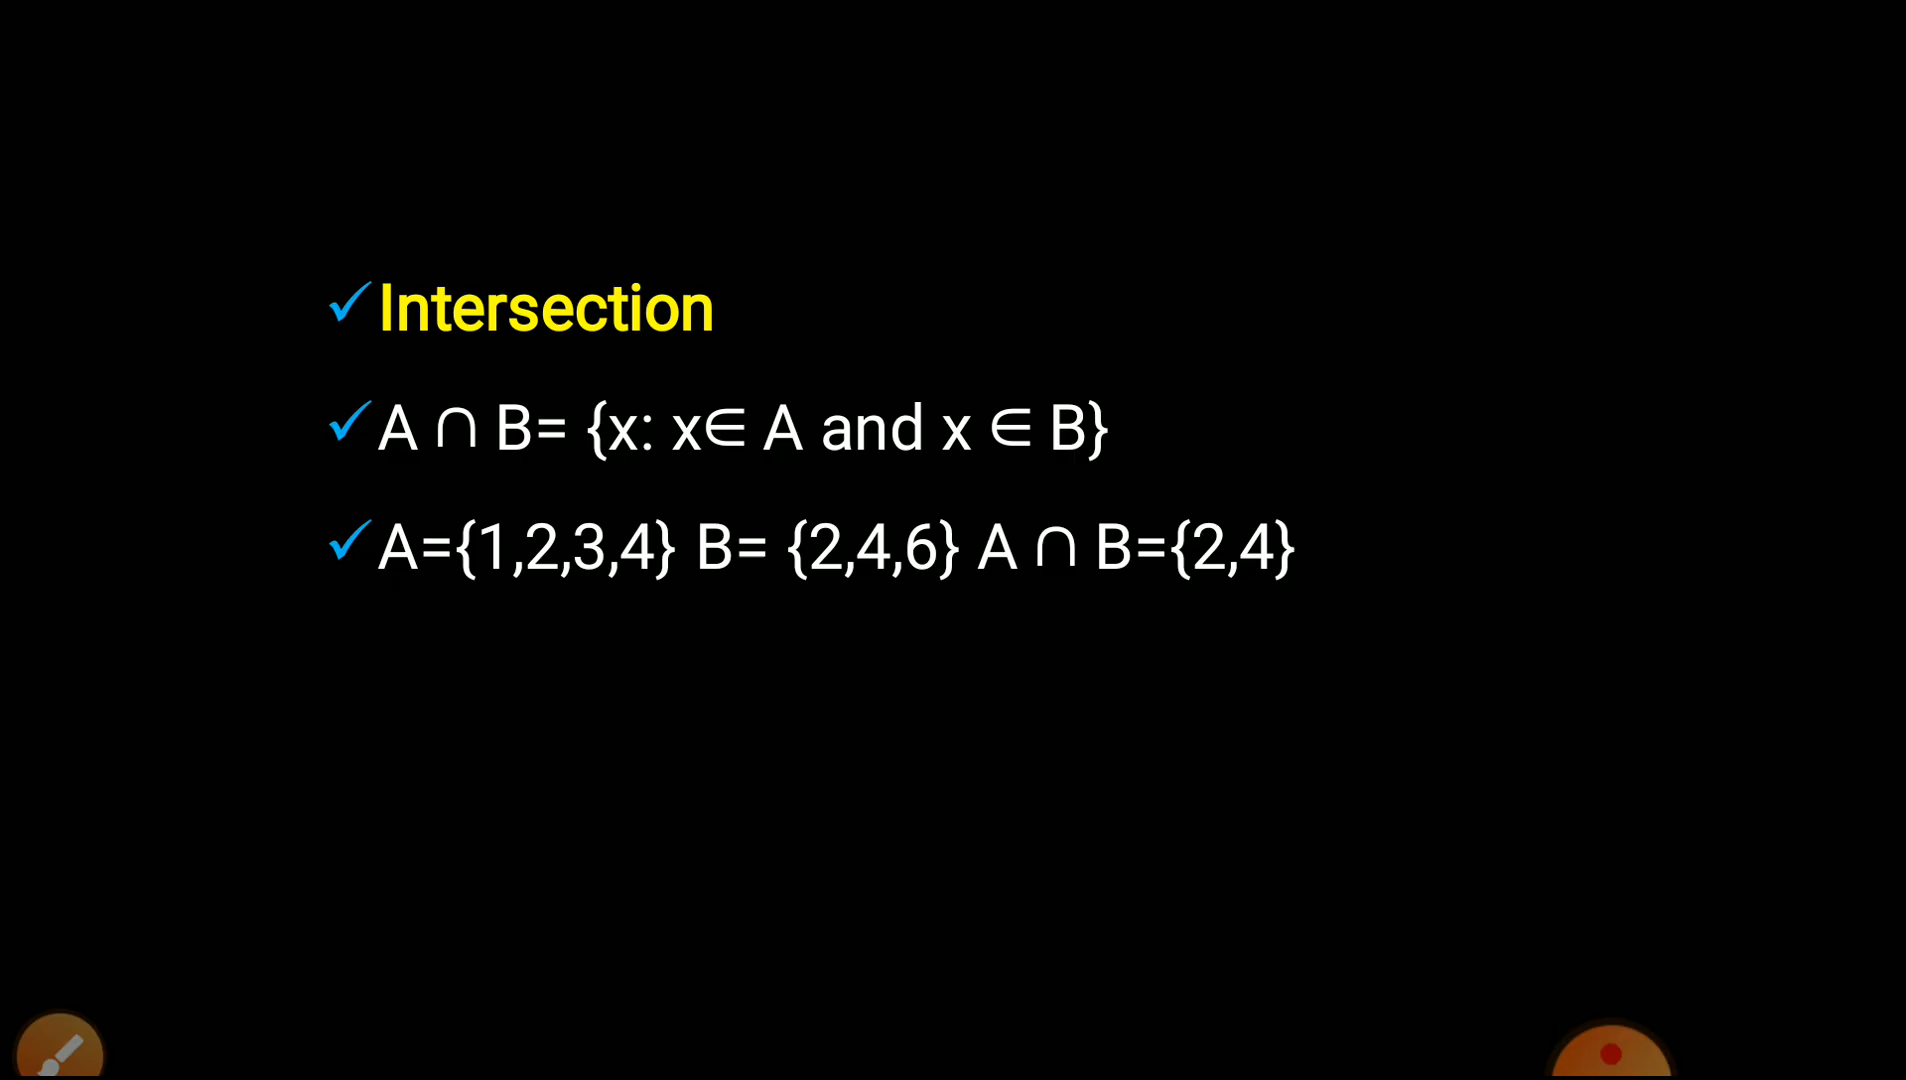 ✓Intersection
✓A ∩ B= {x: x∈ A and x ∈ B}
✓A={1,2,3,4} B= {2,4,6} A ∩ B={2,4}